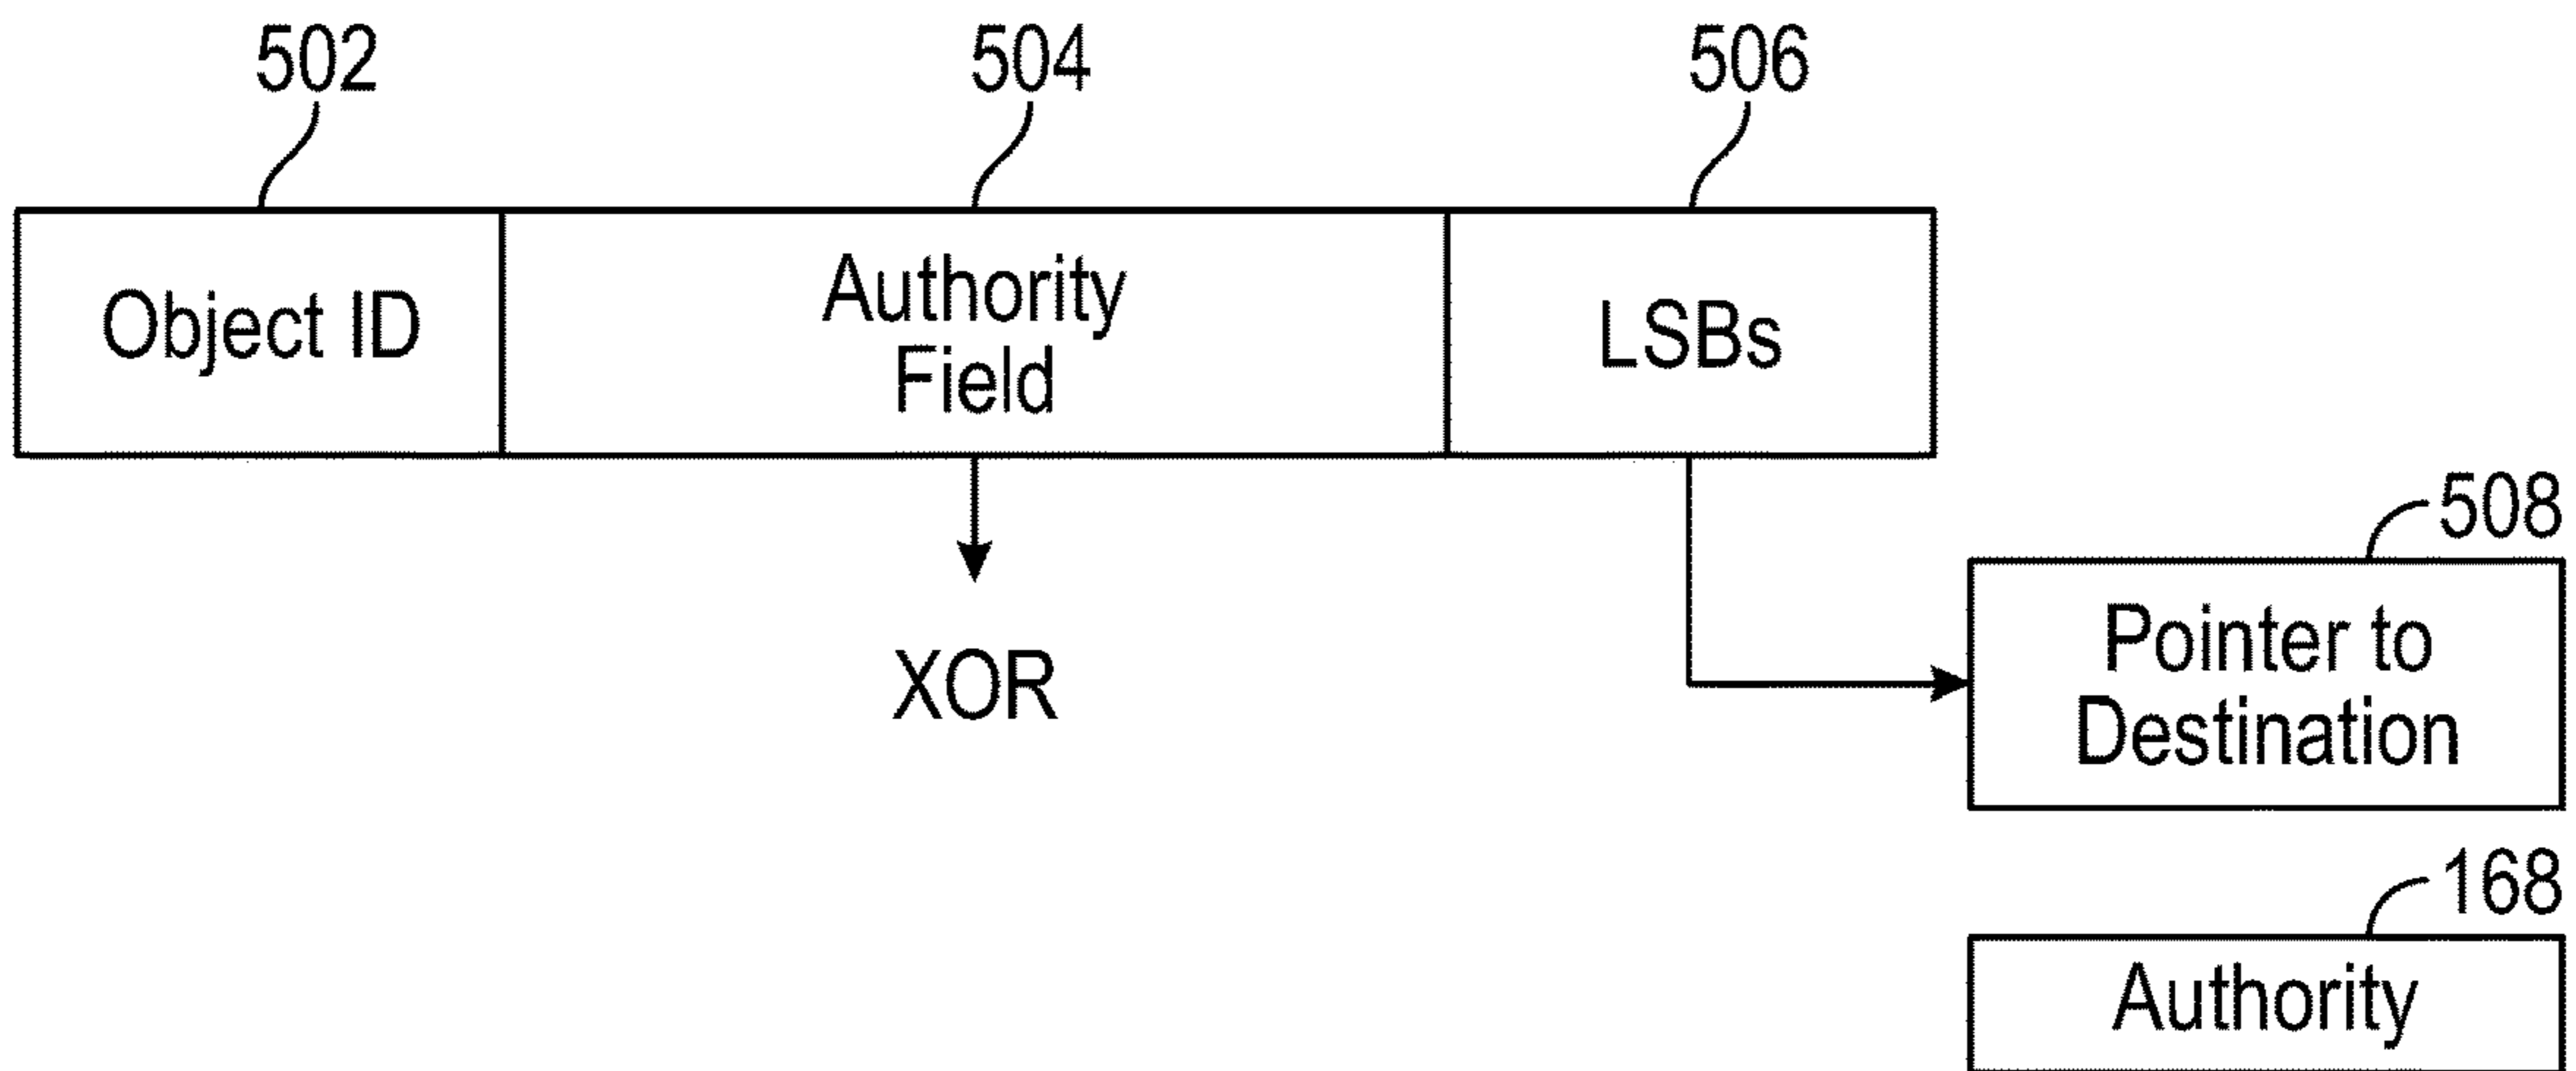 502
504
506
Object ID
Authority
Field
LSBs
508
XOR
Pointer to
Destination
168
Authority